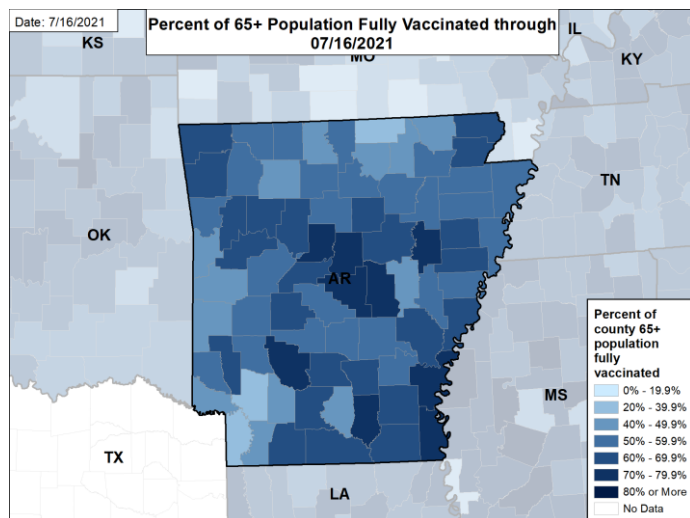 Date: 7/16/2021
Percent of 65+ Population Fully Vaccinated through
07/16/2021
KS
MO
IL
KY
TN
OK
AR
MS
TX
LA
Percent of
county 65+
population
fully
vaccinated
0% - 19.9%
20% - 39.9%
40% - 49.9%
50% - 59.9%
60% - 69.9%
70% - 79.9%
80% or More
No Data